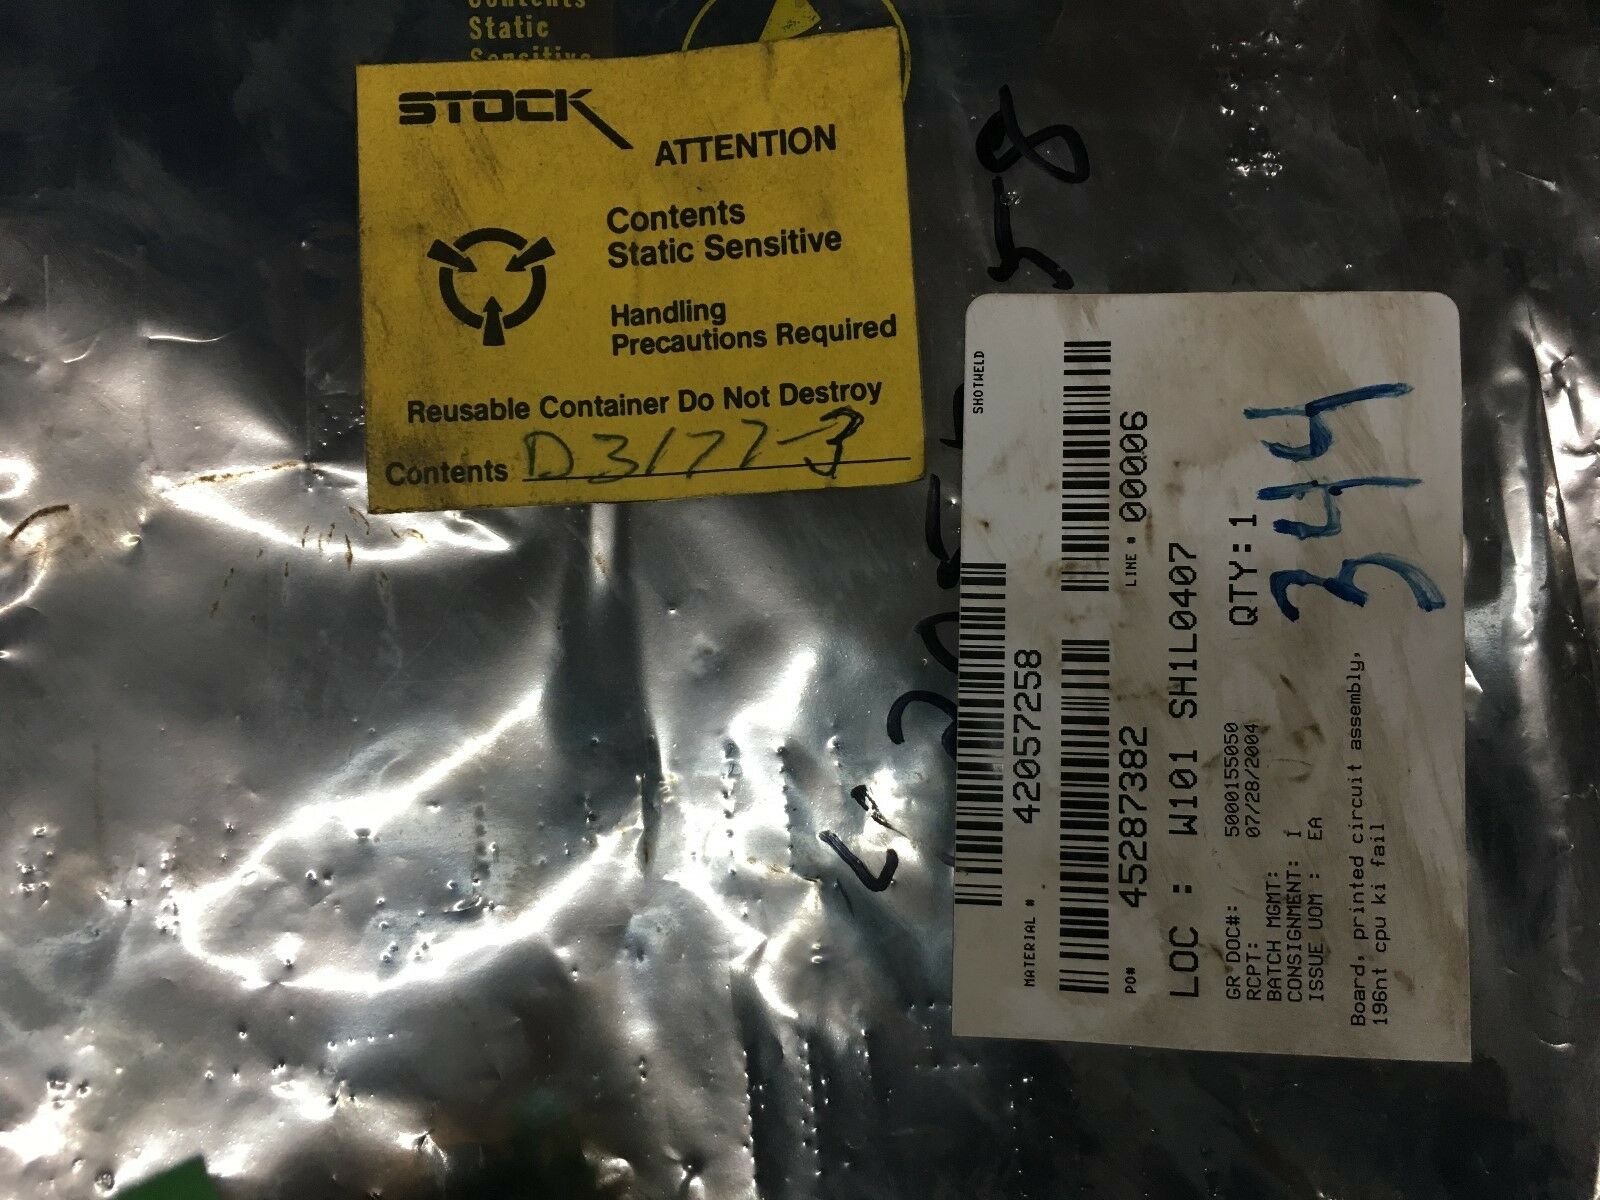 Contents
Static
Sensitive
STOCK
ATTENTION
Contents
Static Sensitive
Handling
Precautions Required
Reusable Container Do Not Destroy
Contents D3177-3
SHOTWELD
MATERIAL # 42057258
PO# 45287382 LINE # 00006
LOC : W101 SH1L0407
GR DOC#: 5000155050 QTY: 1
RCPT: 07/28/2004
BATCH MGMT:
CONSIGNMENT: I
ISSUE UOM : EA
344
Board, printed circuit assembly,
196nt cpu ki fail